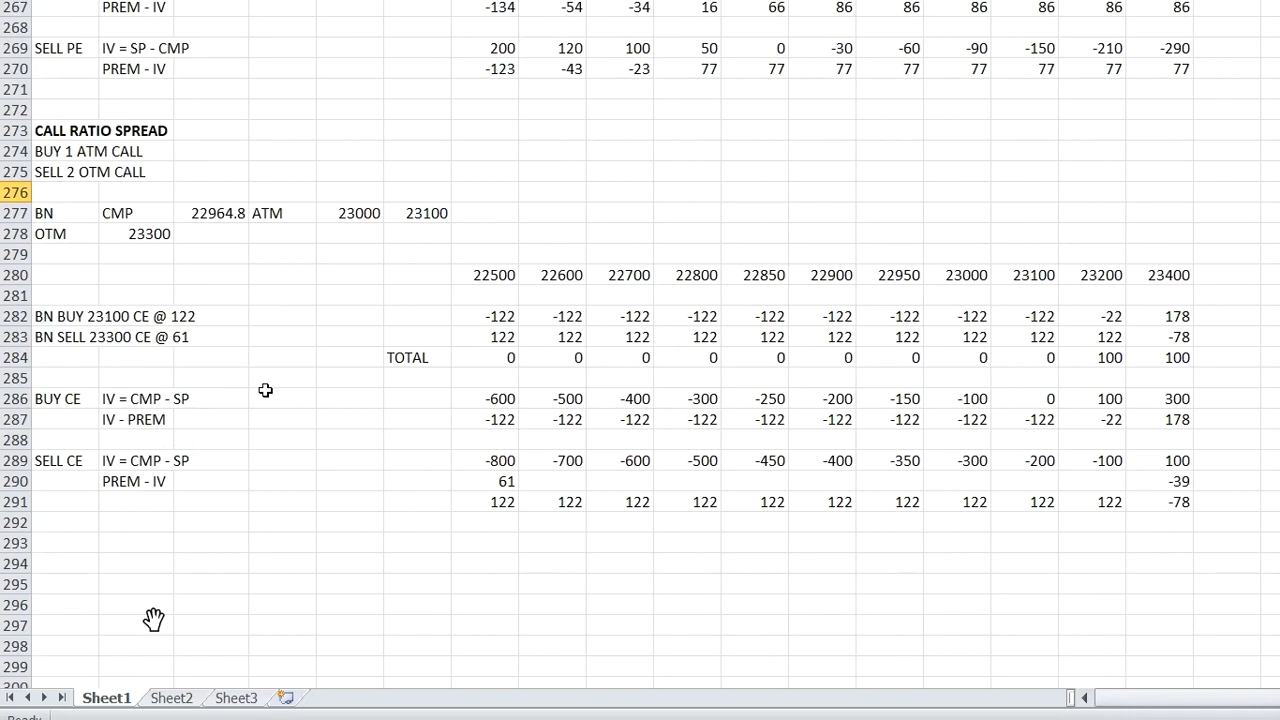 267 PREM - IV -134 -54 -34 16 66 86 86 86 86 86 86
268
269 SELL PE IV = SP - CMP 200 120 100 50 0 -30 -60 -90 -150 -210 -290
270 PREM - IV -123 -43 -23 77 77 77 77 77 77 77 77
271
272
273 CALL RATIO SPREAD
274 BUY 1 ATM CALL
275 SELL 2 OTM CALL
276
277 BN CMP 22964.8 ATM 23000 23100
278 OTM 23300
279
280 22500 22600 22700 22800 22850 22900 22950 23000 23100 23200 23400
281
282 BN BUY 23100 CE @ 122 -122 -122 -122 -122 -122 -122 -122 -122 -122 -22 178
283 BN SELL 23300 CE @ 61 122 122 122 122 122 122 122 122 122 122 -78
284 TOTAL 0 0 0 0 0 0 0 0 0 100 100
285
286 BUY CE IV = CMP - SP -600 -500 -400 -300 -250 -200 -150 -100 0 100 300
287 IV - PREM -122 -122 -122 -122 -122 -122 -122 -122 -122 -22 178
288
289 SELL CE IV = CMP - SP -800 -700 -600 -500 -450 -400 -350 -300 -200 -100 100
290 PREM - IV 61 -39
291 122 122 122 122 122 122 122 122 122 122 -78
292
293
294
295
296
297
298
299
300
Sheet1 Sheet2 Sheet3
Ready